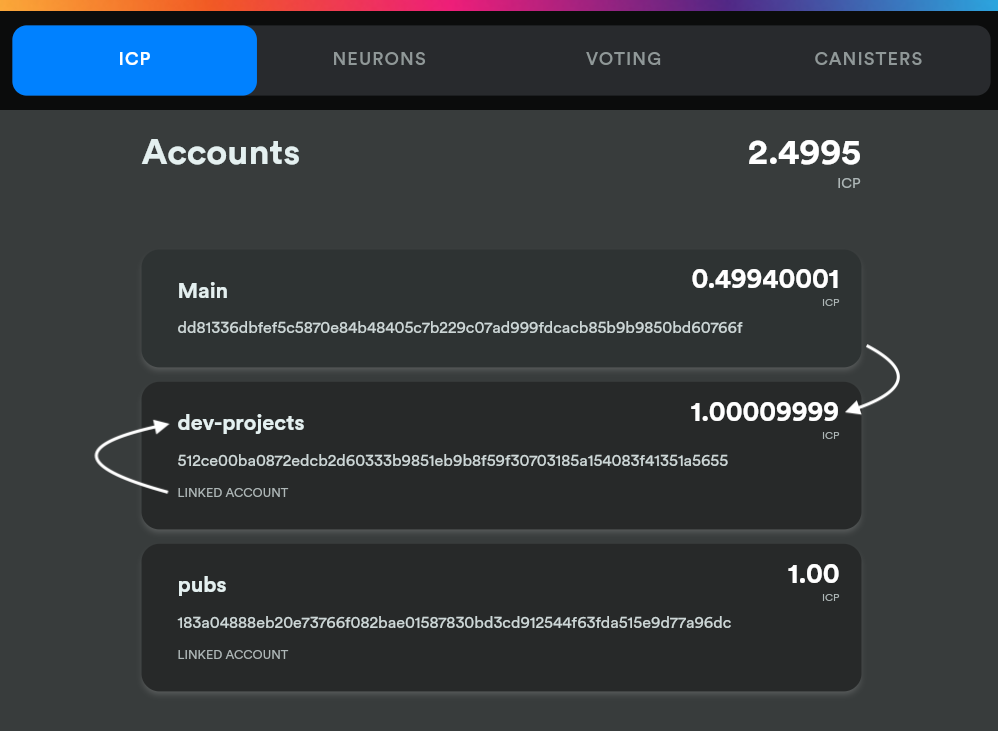 ICP NEURONS VOTING CANISTERS
Accounts 2.4995
ICP
Main 0.49940001
ICP
dd81336dbfef5c5870e84b48405c7b229c07ad999fdcacb85b9b9850bd60766f
dev-projects 1.00009999
ICP
512ce00ba0872edcb2d60333b9851eb9b8f59f30703185a154083f41351a5655
LINKED ACCOUNT
pubs 1.00
ICP
183a04888eb20e73766f082bae01587830bd3cd912544f63fda515e9d77a96dc
LINKED ACCOUNT